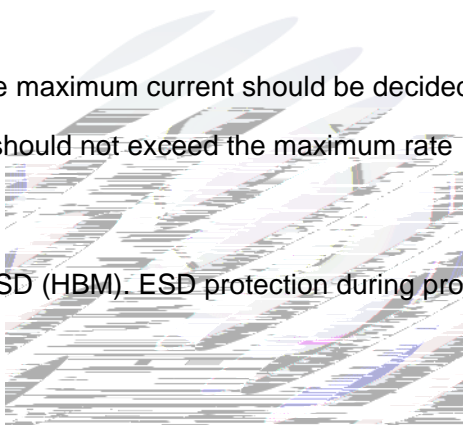 e maximum current should be decided
should not exceed the maximum rate
SD (HBM). ESD protection during pro